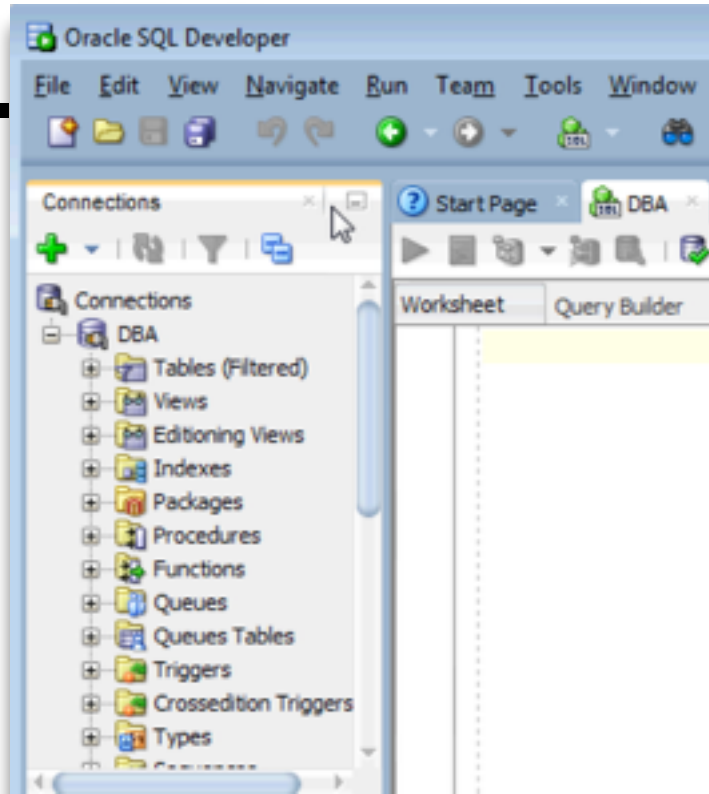 Oracle SQL Developer
File Edit View Navigate Run Team Tools Window
Connections
Start Page
DBA
Worksheet
Query Builder
Connections
DBA
Tables (Filtered)
Views
Editioning Views
Indexes
Packages
Procedures
Functions
Queues
Queues Tables
Triggers
Crossedition Triggers
Types